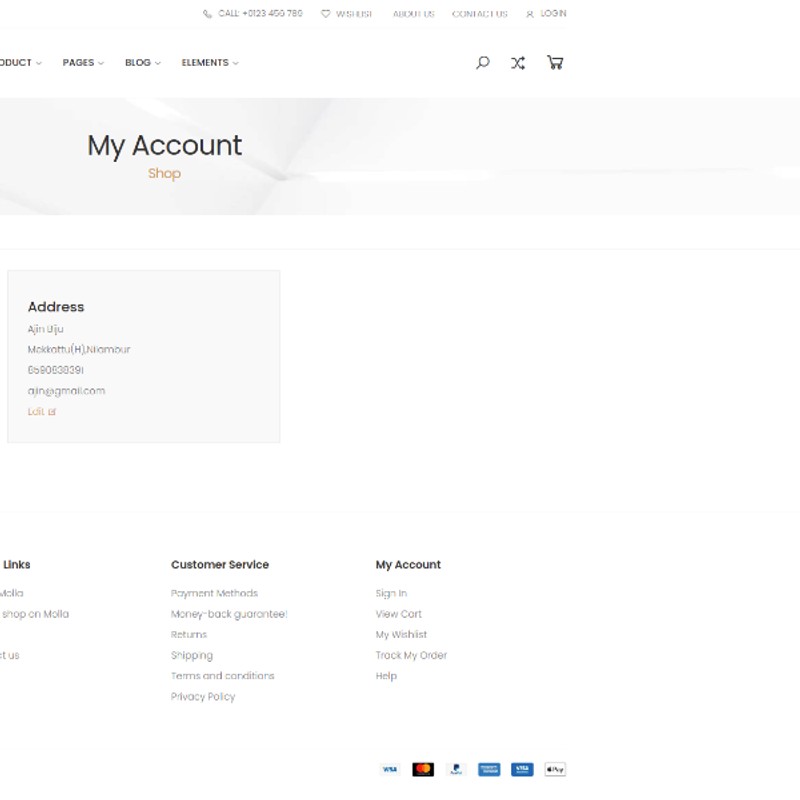 CALL: +0123 456 789 WISHLIST ABOUT US CONTACT US LOGIN
ODUCT PAGES BLOG ELEMENTS
My Account
Shop
Address
Ajin Biju
Mekkattu(H),Nilambur
ajin@gmail.com
Edit
Links Customer Service My Account
Molla Payment Methods Sign In
shop on Molla Money-back guarantee! View Cart
Returns My Wishlist
ct us Shipping Track My Order
Terms and conditions Help
Privacy Policy
VISA PayPal VISA Pay